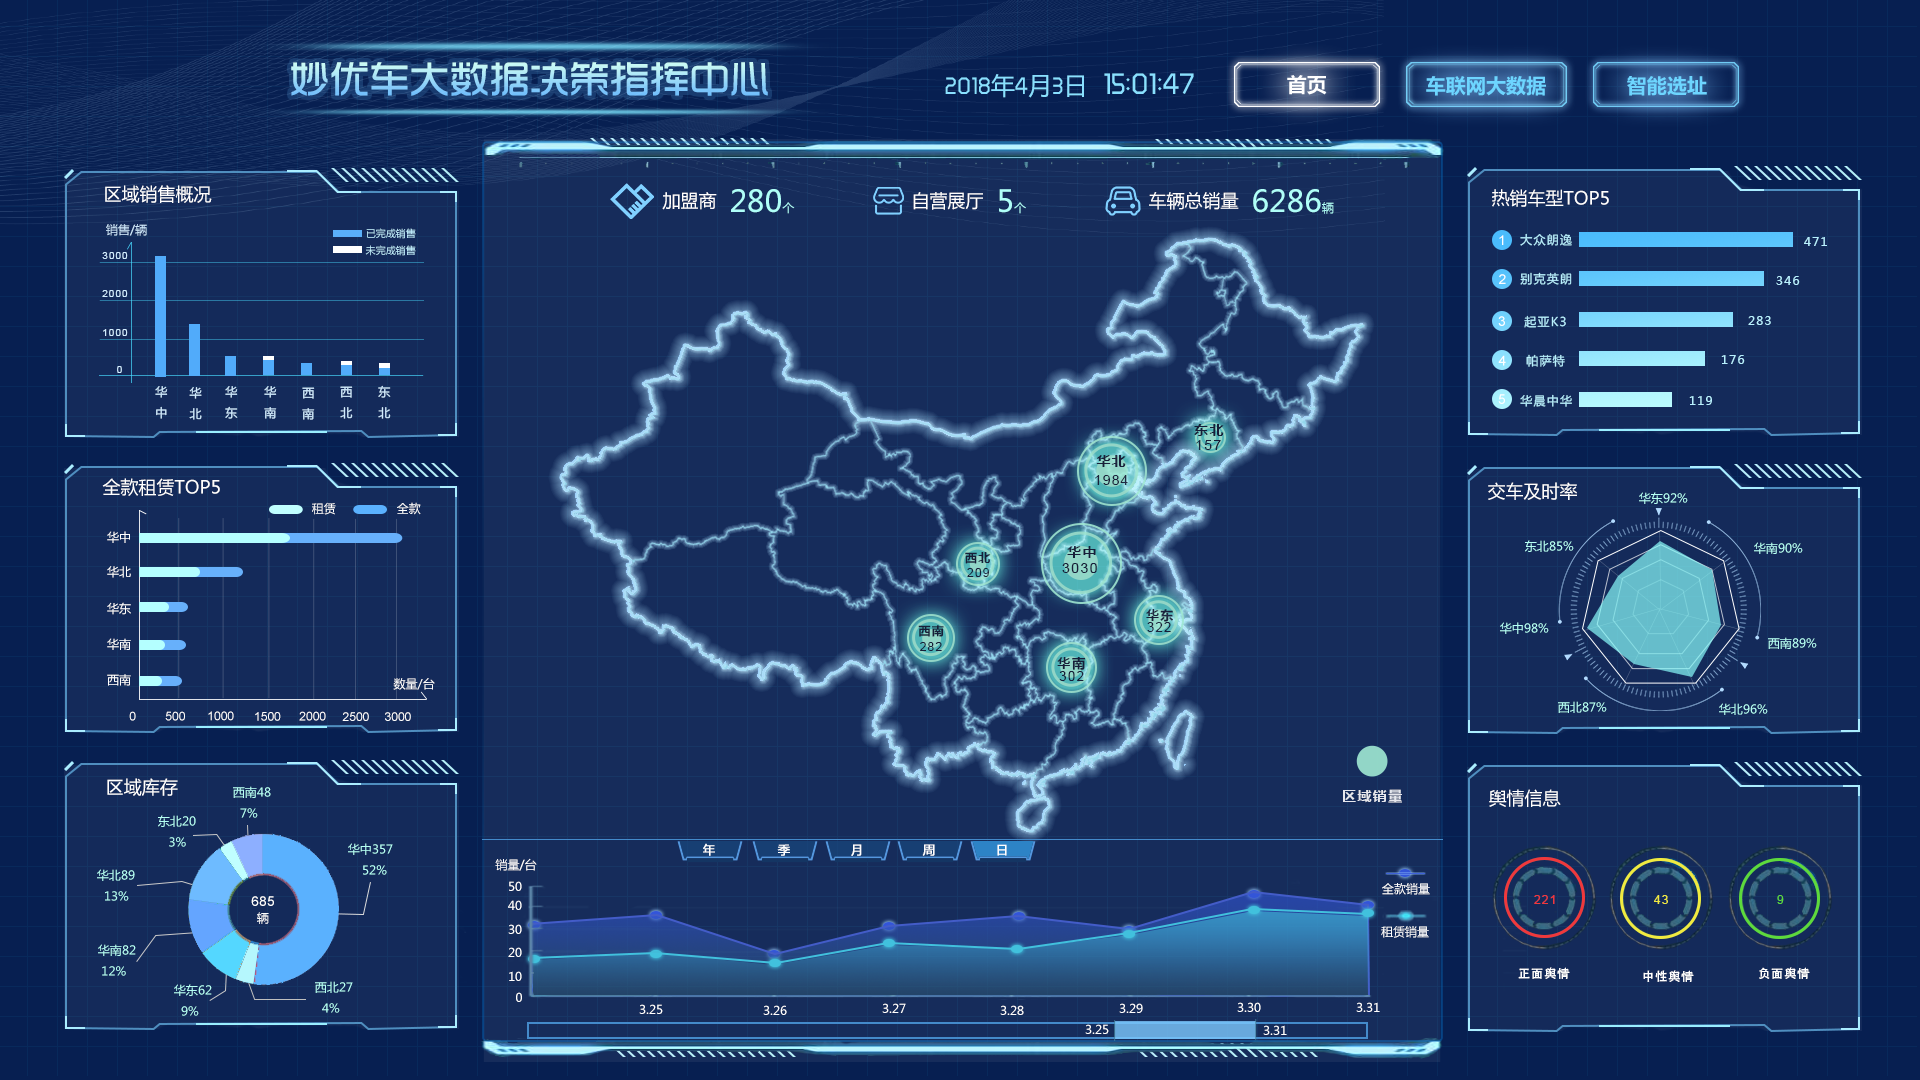 妙优车大数据决策指挥中心
2018年4月3日 15:01:47
首页
车联网大数据
智能选址
区域销售概况
销售/辆
已完成销售
未完成销售
3000
2000
1000
0
华中
华北
华东
华南
西南
西北
东北
全款租赁TOP5
租赁
全款
华中
华北
华东
华南
西南
数量/台
0 500 1000 1500 2000 2500 3000
区域库存
西南48
7%
东北20
3%
华中357
52%
华北89
13%
685
辆
华南82
12%
华东62
9%
西北27
4%
加盟商 280个
自营展厅 5个
车辆总销量 6286辆
东北
157
华北
1984
华中
3030
西北
209
华东
322
西南
282
华南
302
区域销量
年
季
月
周
日
销量/台
50
40
30
20
10
0
全款销量
租赁销量
3.25 3.26 3.27 3.28 3.29 3.30 3.31
3.25
3.31
热销车型TOP5
1 大众朗逸 471
2 别克英朗 346
3 起亚K3 283
4 帕萨特 176
5 华晨中华 119
交车及时率
华东92%
东北85%
华南90%
华中98%
西南89%
西北87%
华北96%
舆情信息
221
43
9
正面舆情
中性舆情
负面舆情